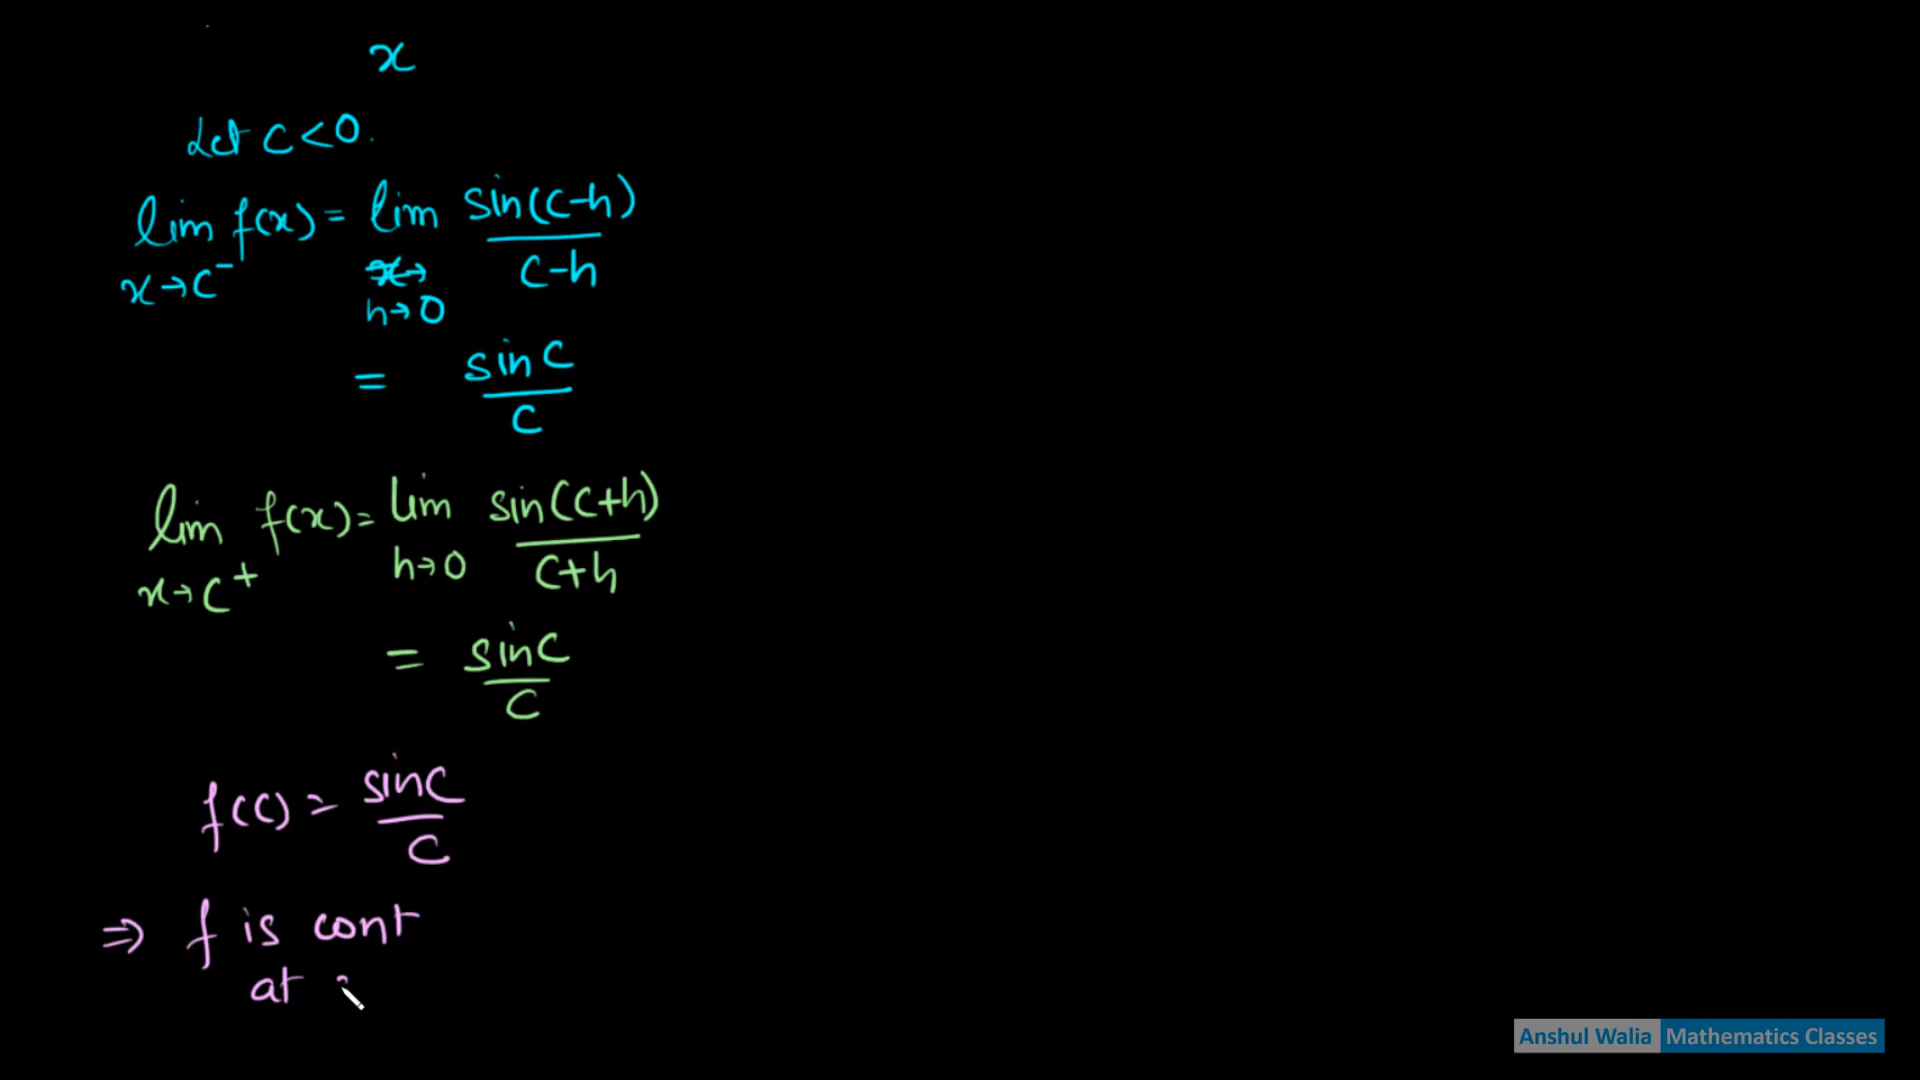 x
Let c<0.
lim f(x) = lim sin(c-h)
x→c⁻ x→ c-h
h→0
= sin c
c
lim f(x) = lim sin(c+h)
x→c⁺ h→0 c+h
= sin c
c
f(c) = sin c
c
⇒ f is cont
at
Anshul Walia Mathematics Classes